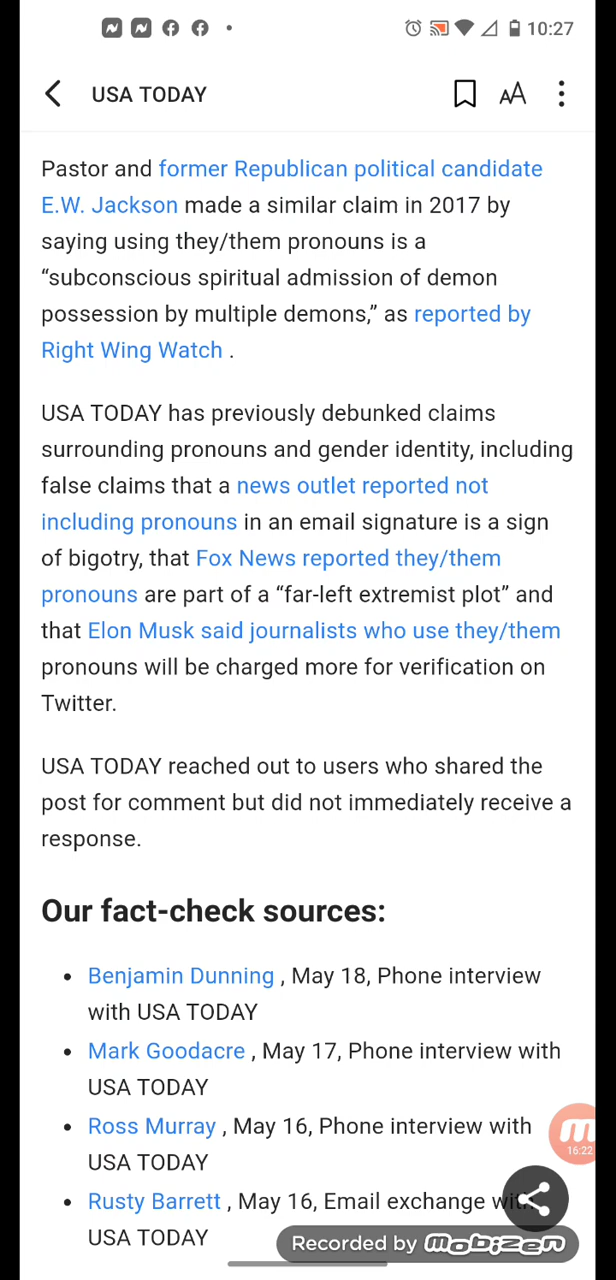 10:27
USA TODAY
AA
Pastor and former Republican political candidate
E.W. Jackson made a similar claim in 2017 by
saying using they/them pronouns is a
“subconscious spiritual admission of demon
possession by multiple demons,” as reported by
Right Wing Watch .
USA TODAY has previously debunked claims
surrounding pronouns and gender identity, including
false claims that a news outlet reported not
including pronouns in an email signature is a sign
of bigotry, that Fox News reported they/them
pronouns are part of a “far-left extremist plot” and
that Elon Musk said journalists who use they/them
pronouns will be charged more for verification on
Twitter.
USA TODAY reached out to users who shared the
post for comment but did not immediately receive a
response.
Our fact-check sources:
• Benjamin Dunning , May 18, Phone interview
with USA TODAY
• Mark Goodacre , May 17, Phone interview with
USA TODAY
• Ross Murray , May 16, Phone interview with
USA TODAY
m
16:22
• Rusty Barrett , May 16, Email exchange with
USA TODAY
Recorded by mobizen